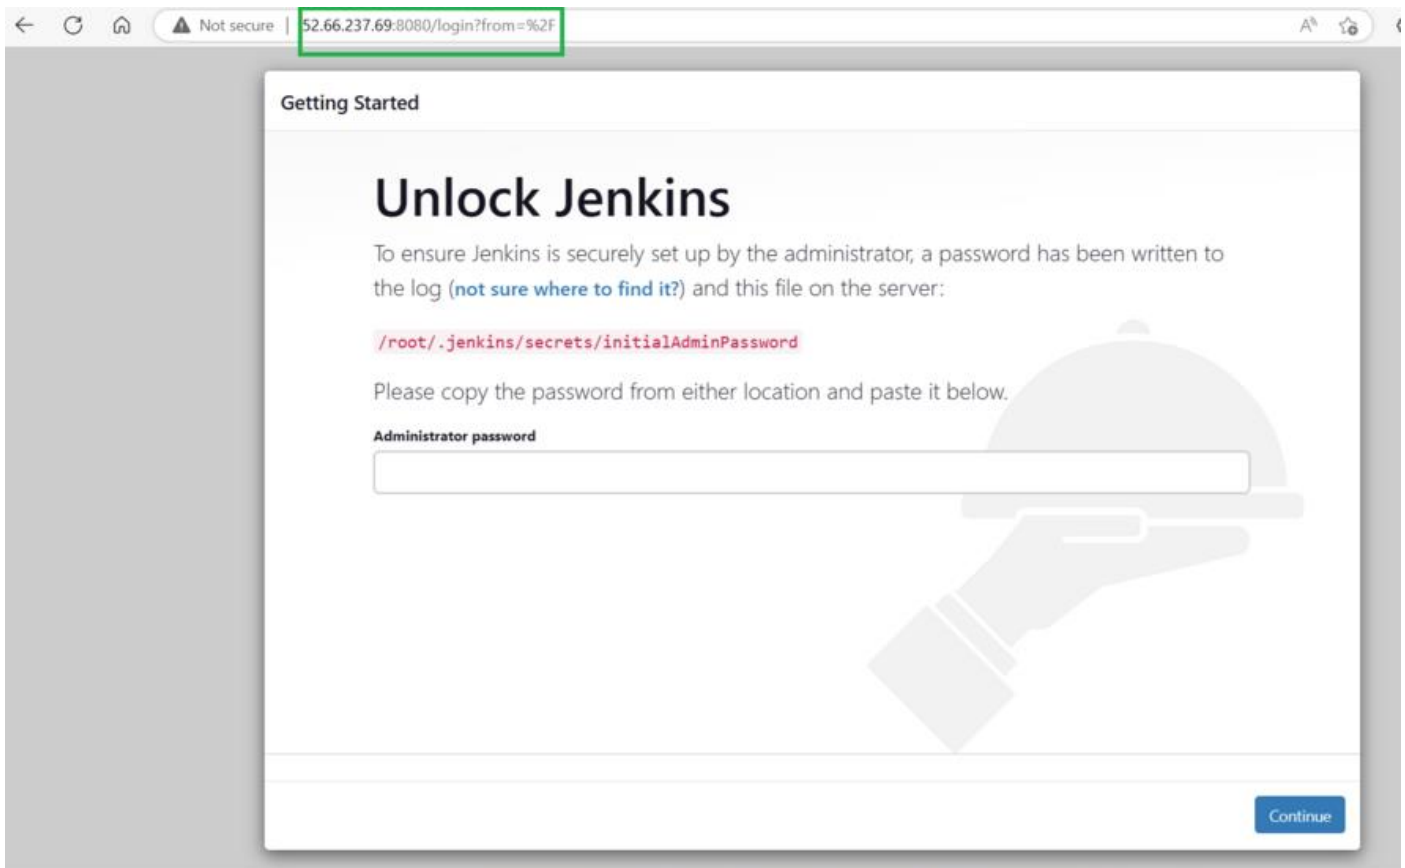 Not secure | 52.66.237.69:8080/login?from=%2F
Getting Started
Unlock Jenkins
To ensure Jenkins is securely set up by the administrator, a password has been written to
the log (not sure where to find it?) and this file on the server:
/root/.jenkins/secrets/initialAdminPassword
Please copy the password from either location and paste it below.
Administrator password
Continue